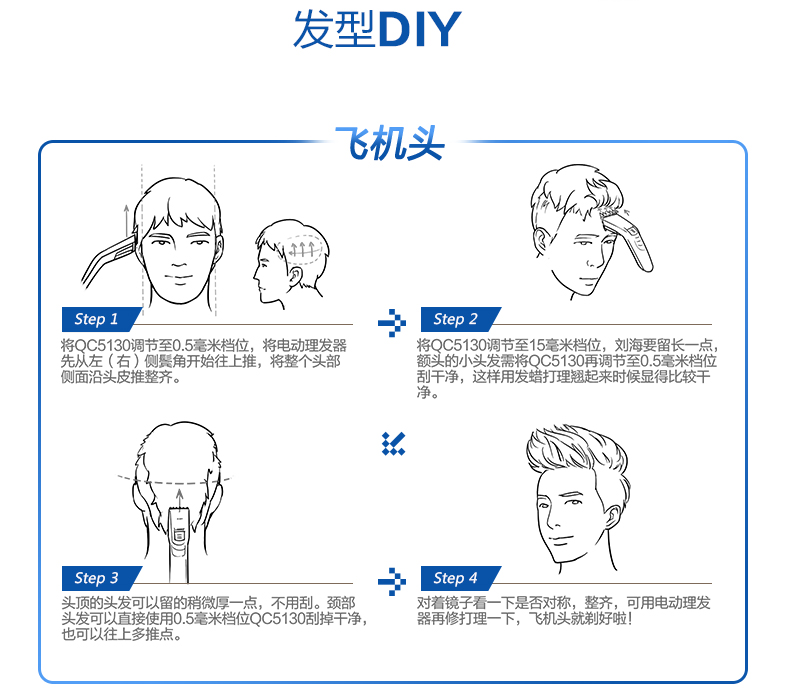 发型DIY
飞机头
Step 1
将QC5130调节至0.5毫米档位，将电动理发器
先从左（右）侧鬓角开始往上推，将整个头部
侧面沿头皮推整齐。
Step 2
将QC5130调节至15毫米档位，刘海要留长一点，
额头的小头发需将QC5130再调节至0.5毫米档位
刮干净，这样用发蜡打理翘起来时候显得比较干
净。
Step 3
头顶的头发可以留的稍微厚一点，不用刮。颈部
头发可以直接使用0.5毫米档位QC5130刮掉干净，
也可以往上多推点。
Step 4
对着镜子看一下是否对称，整齐，可用电动理发
器再修打理一下，飞机头就剃好啦！